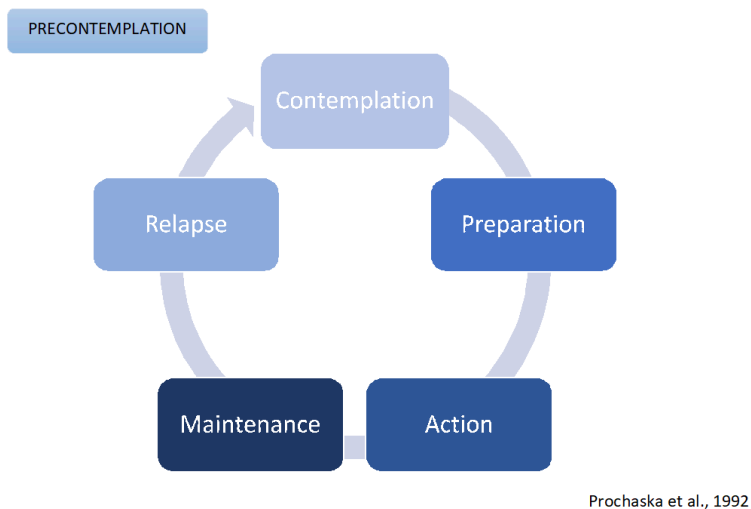 PRECONTEMPLATION
Contemplation
Relapse
Preparation
Maintenance
Action
Prochaska et al., 1992